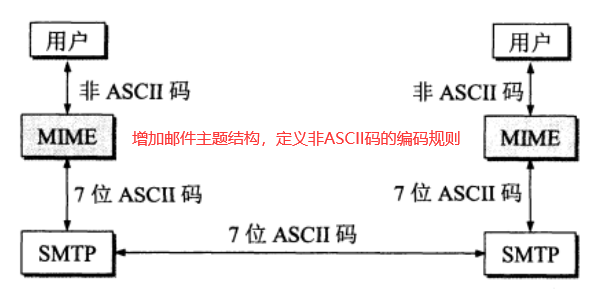 用户
用户
非 ASCII 码
非 ASCII 码
MIME
增加邮件主题结构，定义非ASCII码的编码规则
MIME
7 位 ASCII 码
7 位 ASCII 码
7 位 ASCII 码
SMTP
SMTP